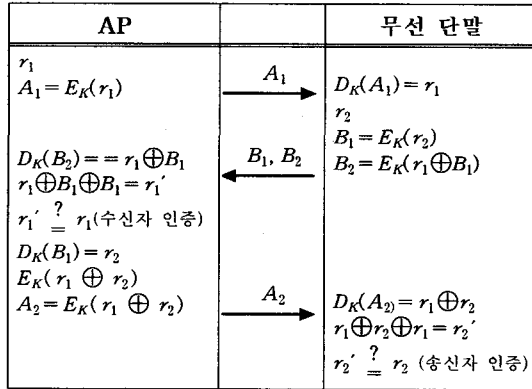 AP
무선 단말
r₁
A₁ = E_K(r₁)
A₁
D_K(A₁) = r₁
r₂
B₁ = E_K(r₂)
B₂ = E_K(r₁⊕B₁)
B₁, B₂
D_K(B₂) = = r₁⊕B₁
r₁⊕B₁⊕B₁ = r₁′
r₁′ ≟ r₁(수신자 인증)
D_K(B₁) = r₂
E_K( r₁ ⊕ r₂)
A₂ = E_K( r₁ ⊕ r₂)
A₂
D_K(A₂) = r₁⊕r₂
r₁⊕r₂⊕r₁ = r₂′
r₂′ ≟ r₂ (송신자 인증)